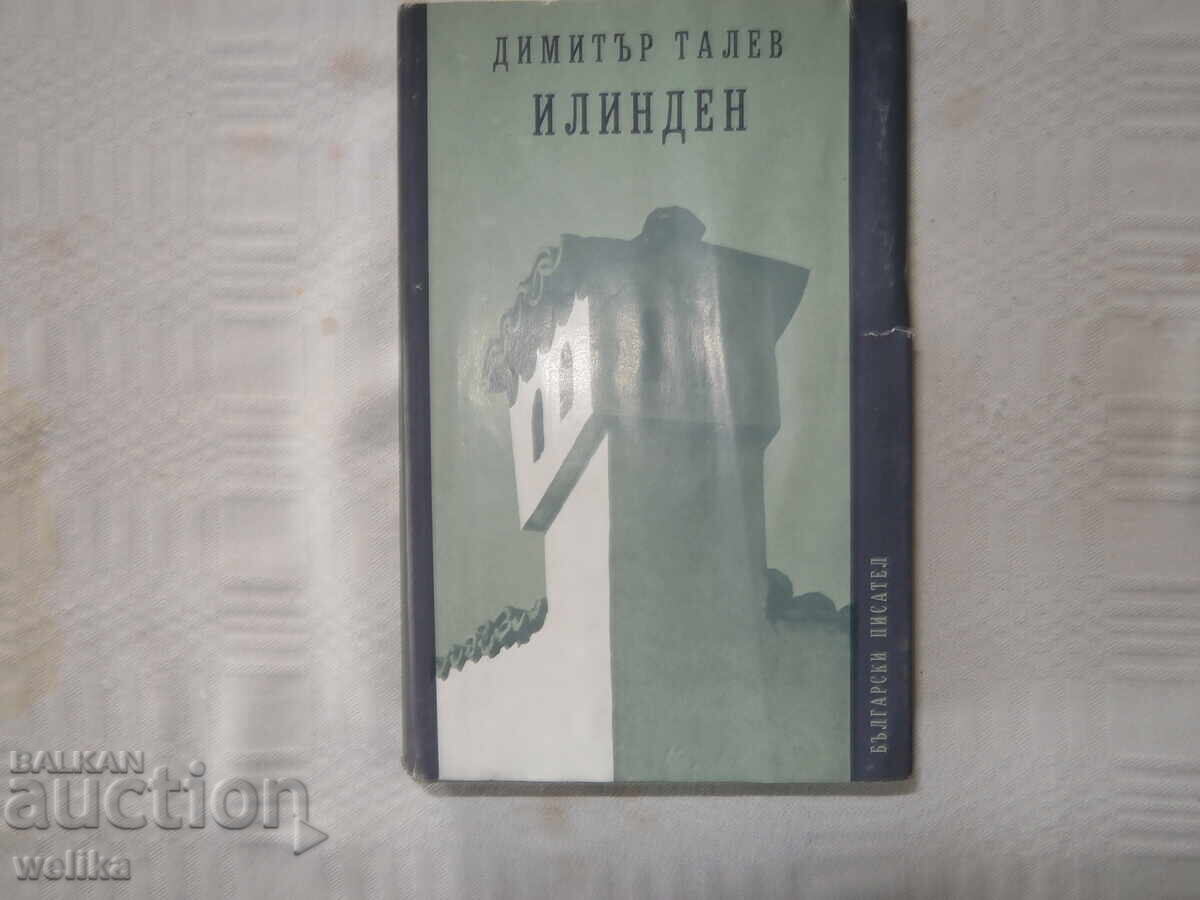 ДИМИТЪР ТАЛЕВ
ИЛИНДЕН
БЪЛГАРСКИ ПИСАТЕЛ
BALKAN
auction
welika